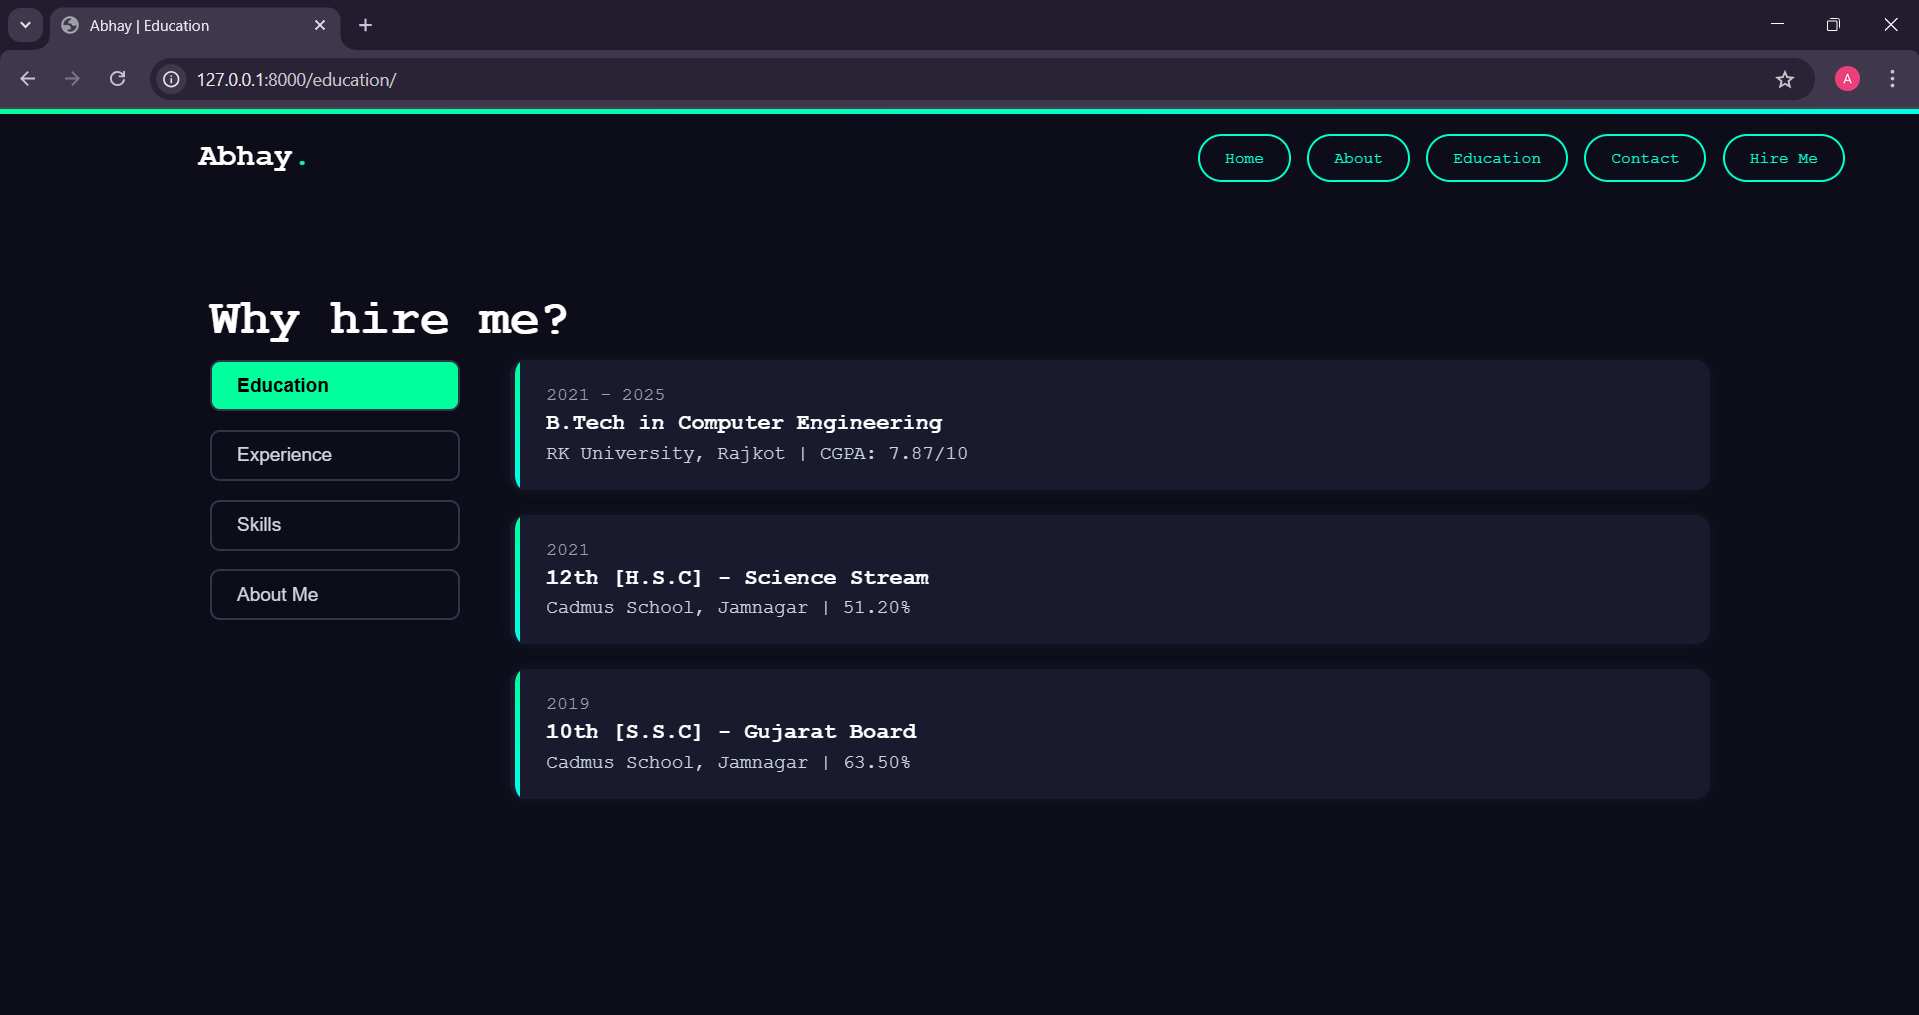 Abhay | Education
127.0.0.1:8000/education/
A
Abhay.
Home
About
Education
Contact
Hire Me
Why hire me?
Education
Experience
Skills
About Me
2021 – 2025
B.Tech in Computer Engineering
RK University, Rajkot | CGPA: 7.87/10
2021
12th [H.S.C] – Science Stream
Cadmus School, Jamnagar | 51.20%
2019
10th [S.S.C] – Gujarat Board
Cadmus School, Jamnagar | 63.50%